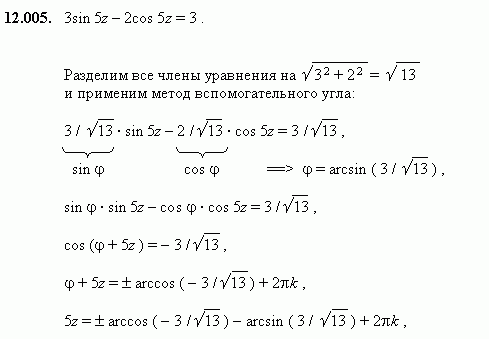 12.005. 3sin 5z – 2cos 5z = 3 .
Разделим все члены уравнения на √(3² + 2²) = √13
и применим метод вспомогательного угла:
3 / √13 · sin 5z – 2 /√13 · cos 5z = 3 /√13 ,
sin φ cos φ ==> φ = arcsin ( 3 /√13 ) ,
sin φ · sin 5z – cos φ · cos 5z = 3 /√13 ,
cos (φ + 5z ) = – 3 /√13 ,
φ + 5z = ± arccos ( – 3 /√13 ) + 2πk ,
5z = ± arccos ( – 3 /√13 ) – arcsin ( 3 / √13 ) + 2πk ,